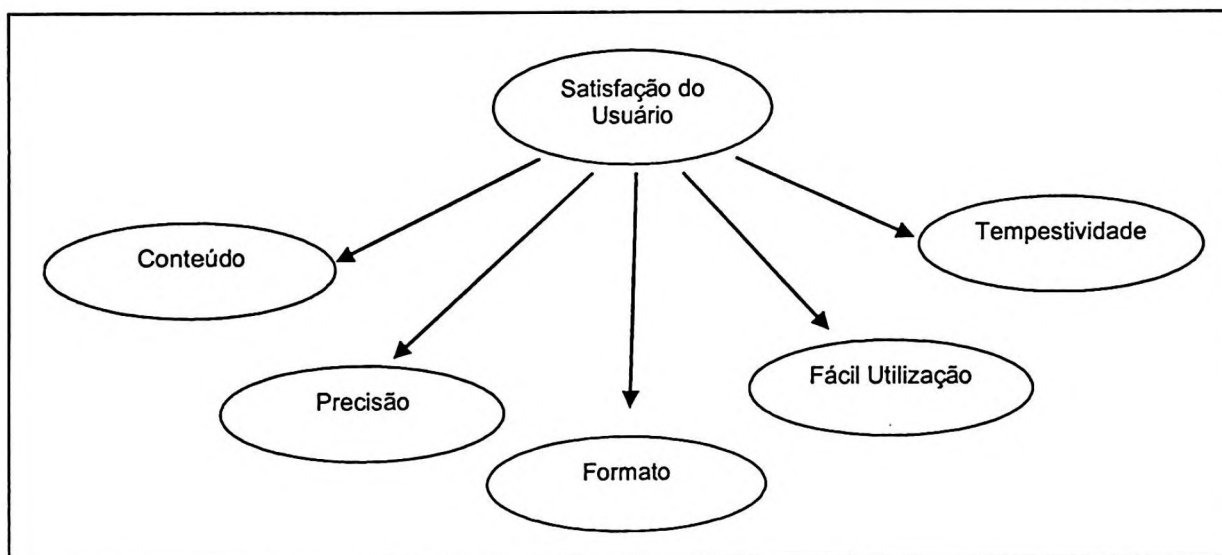 Satisfação do
Usuário
Conteúdo
Tempestividade
Precisão
Fácil Utilização
Formato